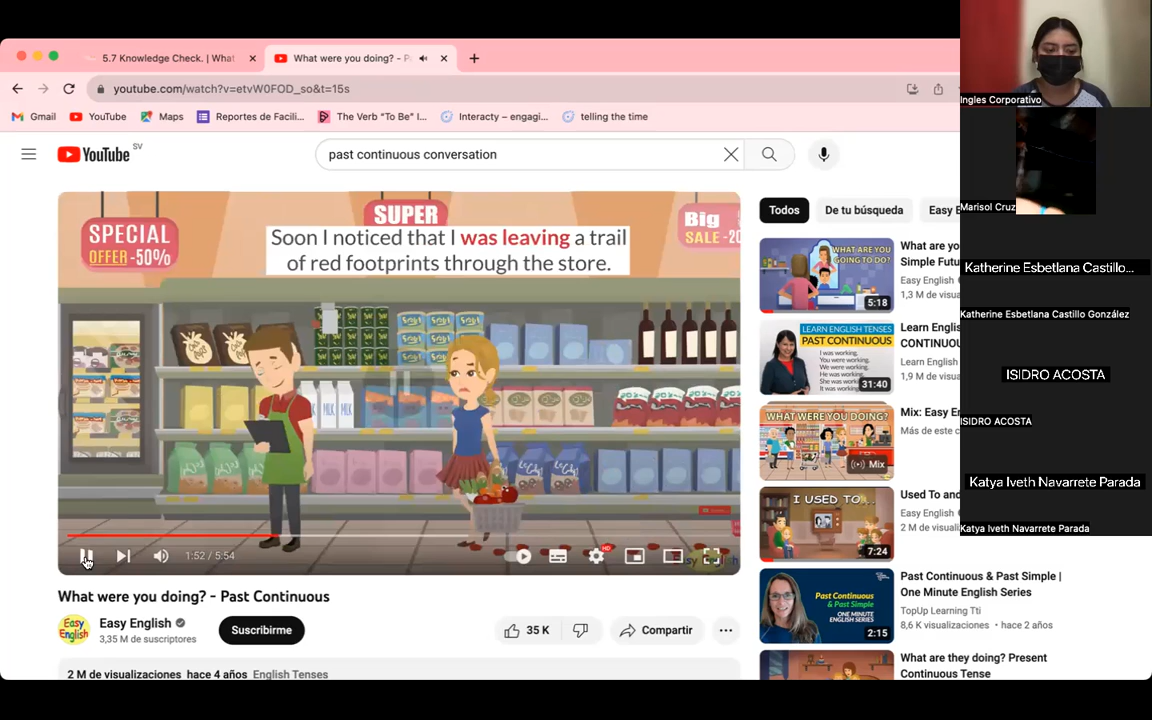 5.7 Knowledge Check. | What
What were you doing? - P
youtube.com/watch?v=etvW0FOD_so&t=15s
Gmail
YouTube
Maps
Reportes de Facili...
The Verb "To Be" I...
Interacty – engagi...
telling the time
YouTube SV
past continuous conversation
SPECIAL
OFFER -50%
SUPER
Big
SALE -20
Soon I noticed that I was leaving a trail
of red footprints through the store.
MILK MILK MILK
1:52 / 5:54
HD
What were you doing? - Past Continuous
Easy
English
Easy English
3,35 M de suscriptores
Suscribirme
35 K
Compartir
2 M de visualizaciones hace 4 años English Tenses
Todos
De tu búsqueda
Easy E
WHAT ARE YOU
GOING TO DO?
5:18
What are yo
Simple Futu
Easy English
1,3 M de visua
LEARN ENGLISH TENSES
PAST CONTINUOUS
I was working.
You were working.
He was working.
31:40
Learn Englis
CONTINUOU
Learn English
1,9 M de visua
WHAT WERE YOU DOING?
Mix
Mix: Easy En
Más de este c
I USED TO...
7:24
Used To and
Easy English
2 M de visuali
Past Continuous
& Past Simple
ONE MINUTE
ENGLISH SERIES
2:15
Past Continuous & Past Simple |
One Minute English Series
TopUp Learning Tti
8,6 K visualizaciones • hace 2 años
What are they doing? Present
Continuous Tense
Ingles Corporativo
Marisol Cruz
Katherine Esbetlana Castillo...
Katherine Esbetlana Castillo González
ISIDRO ACOSTA
ISIDRO ACOSTA
Katya Iveth Navarrete Parada
Katya Iveth Navarrete Parada